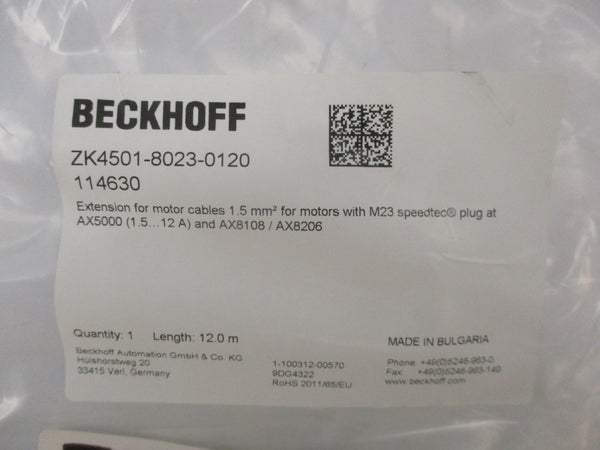 BECKHOFF
ZK4501-8023-0120
114630
Extension for motor cables 1.5 mm² for motors with M23 speedtec® plug at
AX5000 (1.5...12 A) and AX8108 / AX8206
Quantity: 1 Length: 12.0 m
MADE IN BULGARIA
Beckhoff Automation GmbH & Co. KG
Hülshorstweg 20
33415 Verl, Germany
1-100312-00570
9DG4322
RoHS 2011/65/EU
Phone: +49(0)5246-963-0
Fax: +49(0)5246-963-149
www.beckhoff.com